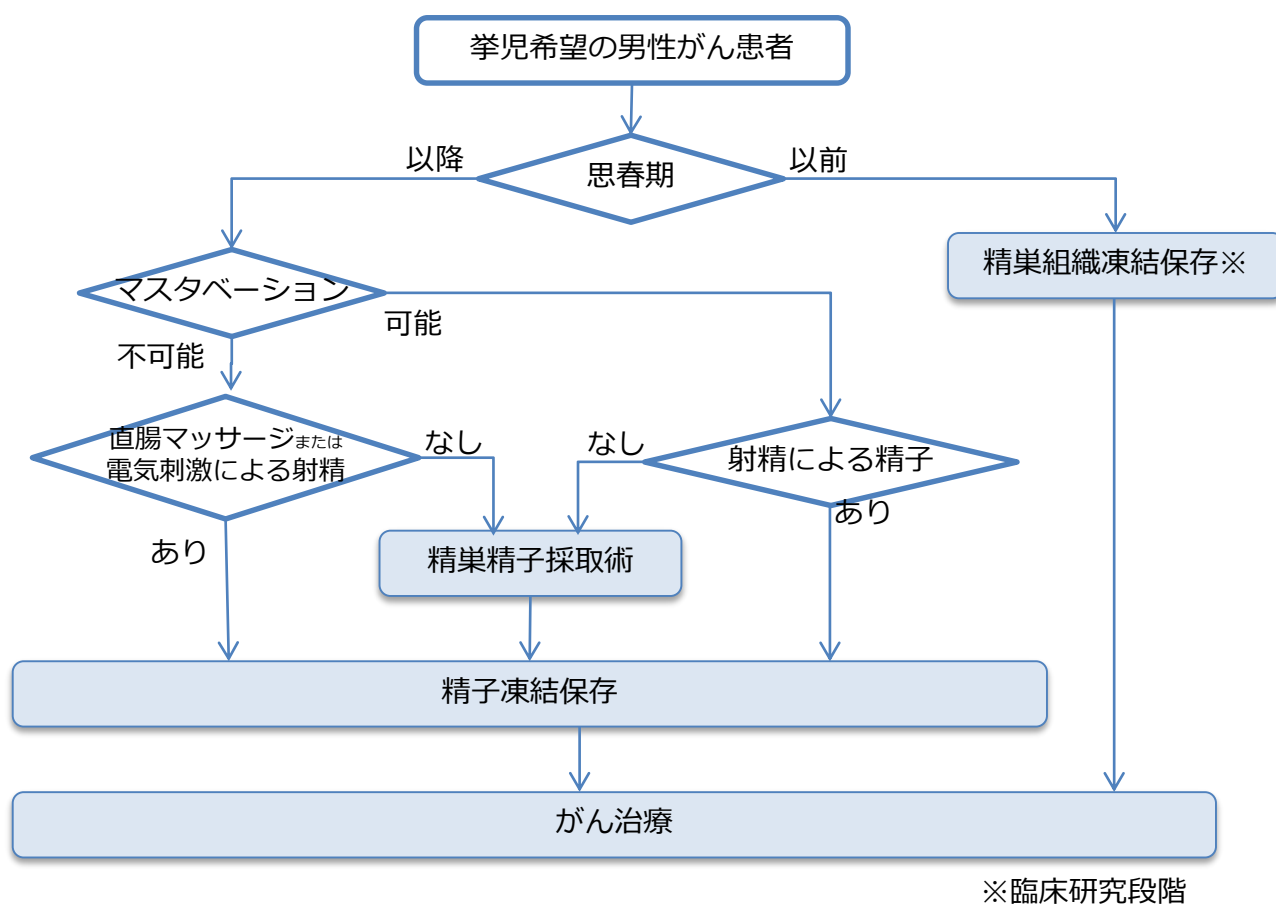 挙児希望の男性がん患者
思春期
以降
以前
マスタベーション
精巣組織凍結保存※
不可能
可能
直腸マッサージまたは
電気刺激による射精
なし
なし
射精による精子
あり
あり
精巣精子採取術
精子凍結保存
がん治療
※臨床研究段階